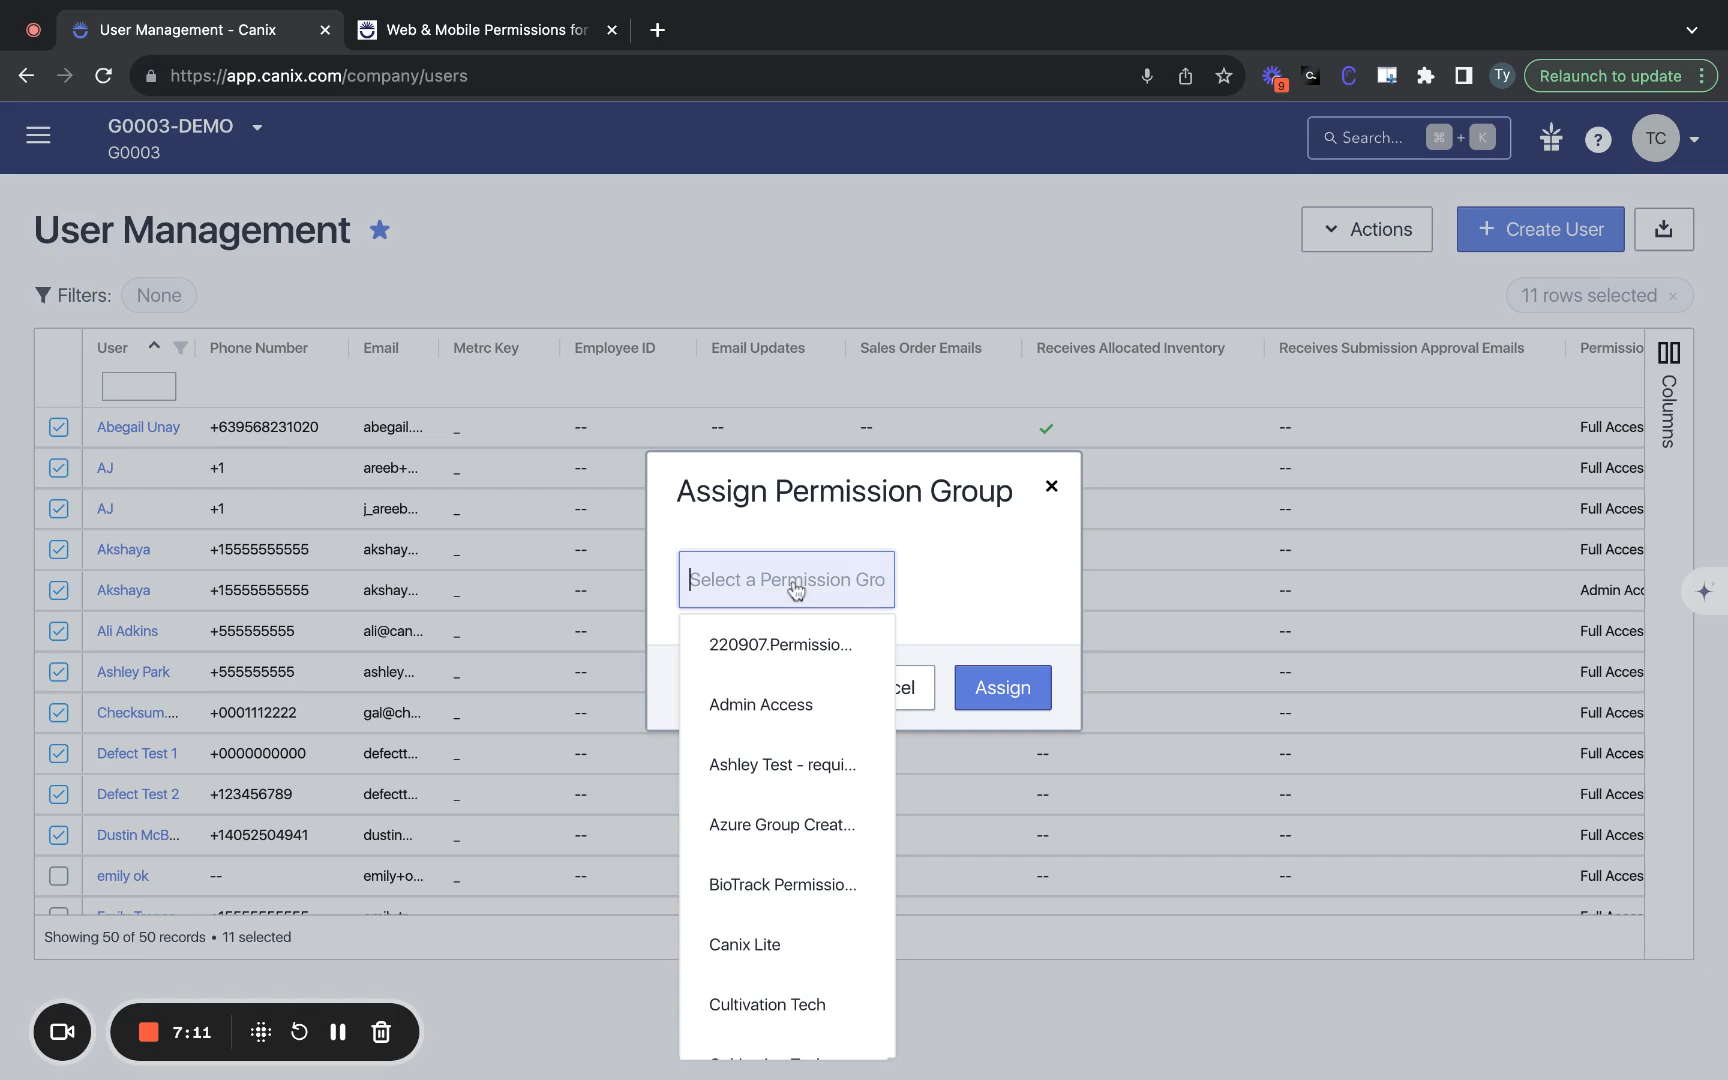 User Management - Canix
Web & Mobile Permissions for
https://app.canix.com/company/users
9
Ty
Relaunch to update
G0003-DEMO
G0003
Search... ⌘ + K
?
TC
User Management
Actions
+ Create User
Filters: None
11 rows selected ×
User Phone Number Email Metrc Key Employee ID Email Updates Sales Order Emails Receives Allocated Inventory Receives Submission Approval Emails Permissio
Columns
Abegail Unay +639568231020 abegail.... _ -- -- -- -- Full Acces
AJ +1 areeb+... _ -- -- Full Acces
AJ +1 j_areeb... _ -- -- Full Acces
Akshaya +15555555555 akshay... _ -- -- Full Acces
Akshaya +15555555555 akshay... _ -- -- Admin Acc
Ali Adkins +555555555 ali@can... _ -- -- Full Acces
Ashley Park +555555555 ashley... _ -- -- Full Acces
Checksum.... +0001112222 gal@ch... _ -- -- Full Acces
Defect Test 1 +0000000000 defectt... _ -- -- -- Full Acces
Defect Test 2 +123456789 defectt... _ -- -- -- Full Acces
Dustin McB... +14052504941 dustin... _ -- -- -- Full Acces
emily ok -- emily+o... _ -- -- -- Full Acces
Showing 50 of 50 records • 11 selected
Assign Permission Group
Select a Permission Gro
220907.Permissio...
Admin Access
Ashley Test - requi...
Azure Group Creat...
BioTrack Permissio...
Canix Lite
Cultivation Tech
cel
Assign
7:11